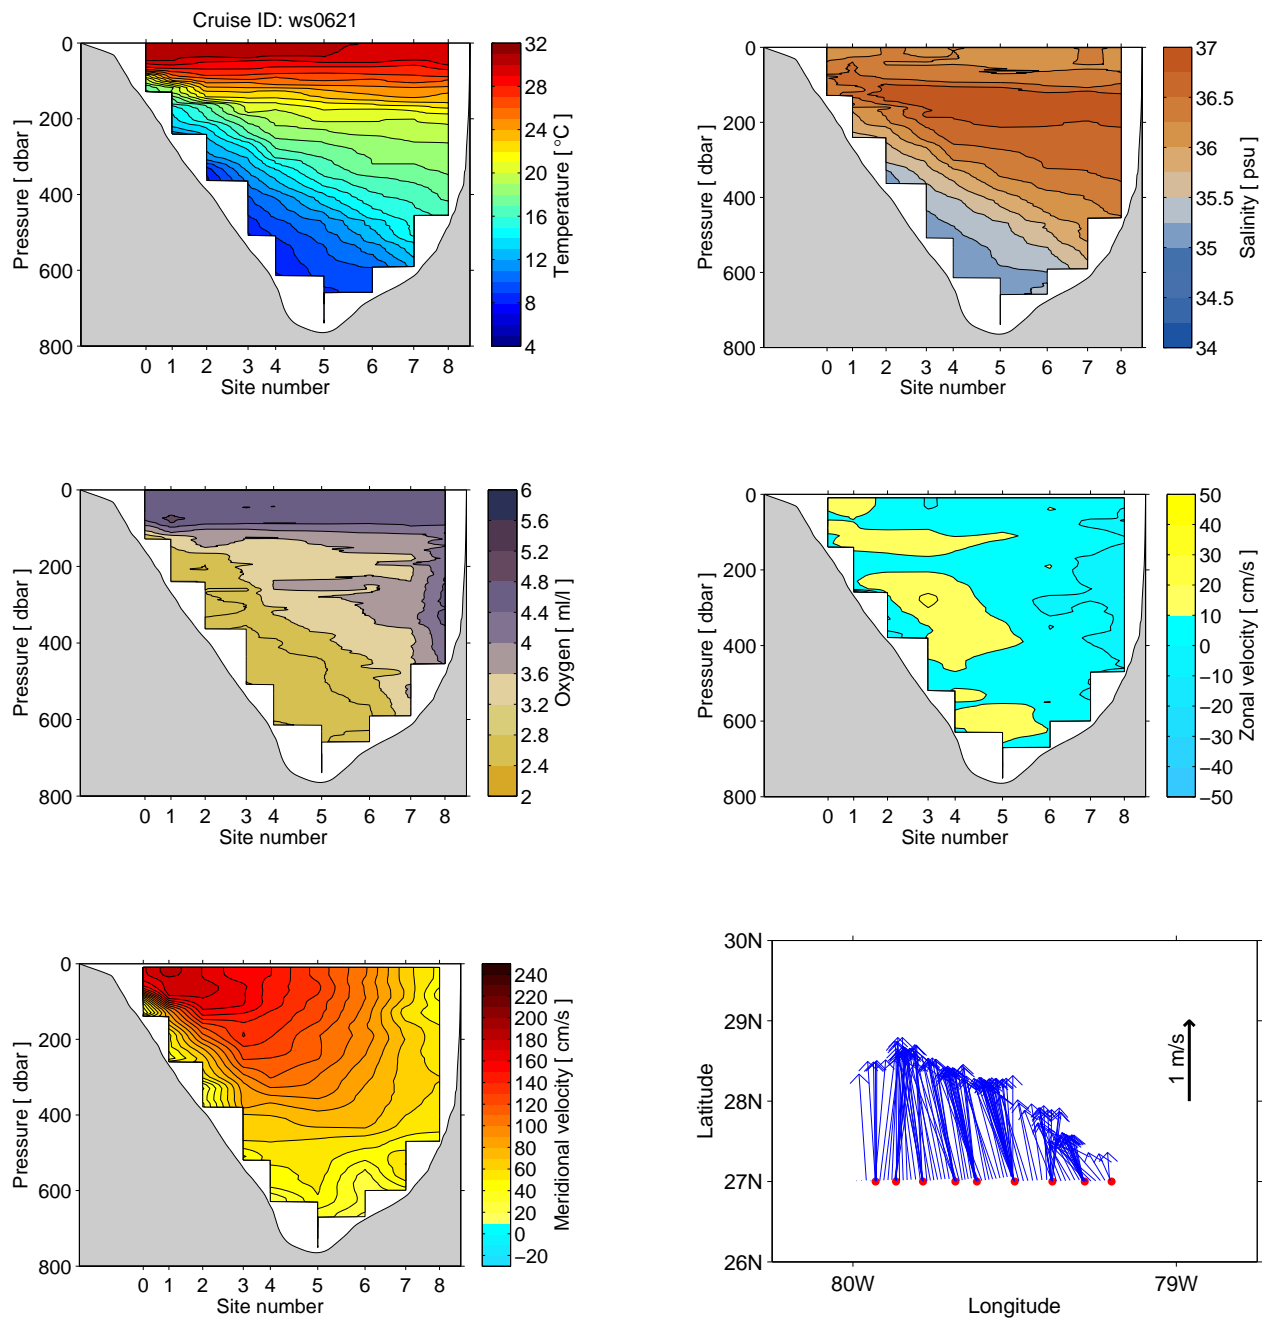 Cruise ID: ws0621
0
200
400
600
800
Pressure [ dbar ]
0 1 2 3 4 5 6 7 8
Site number
32
28
24
20
16
12
8
4
Temperature [ °C ]
0
200
400
600
800
Pressure [ dbar ]
0 1 2 3 4 5 6 7 8
Site number
37
36.5
36
35.5
35
34.5
34
Salinity [ psu ]
0
200
400
600
800
Pressure [ dbar ]
0 1 2 3 4 5 6 7 8
Site number
6
5.6
5.2
4.8
4.4
4
3.6
3.2
2.8
2.4
2
Oxygen [ ml/l ]
0
200
400
600
800
Pressure [ dbar ]
0 1 2 3 4 5 6 7 8
Site number
50
40
30
20
10
0
−10
−20
−30
−40
−50
Zonal velocity [ cm/s ]
0
200
400
600
800
Pressure [ dbar ]
0 1 2 3 4 5 6 7 8
Site number
240
220
200
180
160
140
120
100
80
60
40
20
0
−20
Meridional velocity [ cm/s ]
30N
29N
28N
27N
26N
Latitude
1 m/s
80W 79W
Longitude